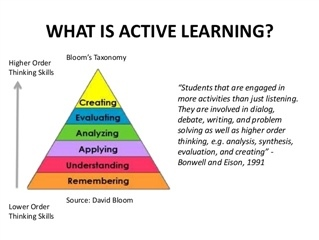 WHAT IS ACTIVE LEARNING?
Higher Order
Thinking Skills
Bloom's Taxonomy
Creating
Evaluating
Analyzing
Applying
Understanding
Remembering
Lower Order
Thinking Skills
Source: David Bloom
“Students that are engaged in
more activities than just listening.
They are involved in dialog,
debate, writing, and problem
solving as well as higher order
thinking, e.g. analysis, synthesis,
evaluation, and creating” -
Bonwell and Eison, 1991